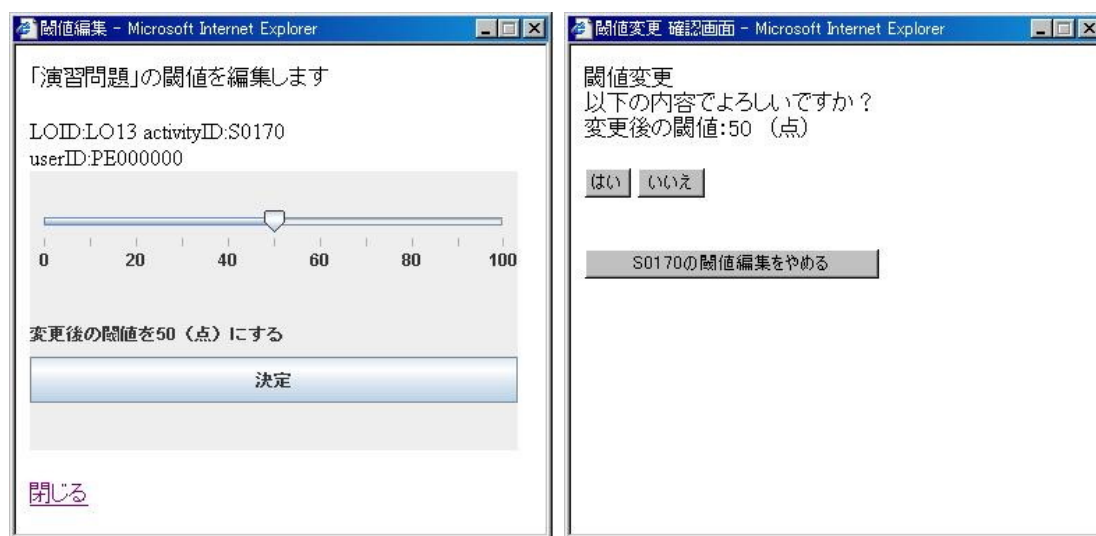 閾値編集 - Microsoft Internet Explorer
「演習問題」の閾値を編集します
LOID:LO13 activityID:S0170
userID:PE000000
0 20 40 60 80 100
変更後の閾値を50（点）にする
決定
閉じる
閾値変更 確認画面 - Microsoft Internet Explorer
閾値変更
以下の内容でよろしいですか？
変更後の閾値:50 （点）
はい いいえ
S0170の閾値編集をやめる